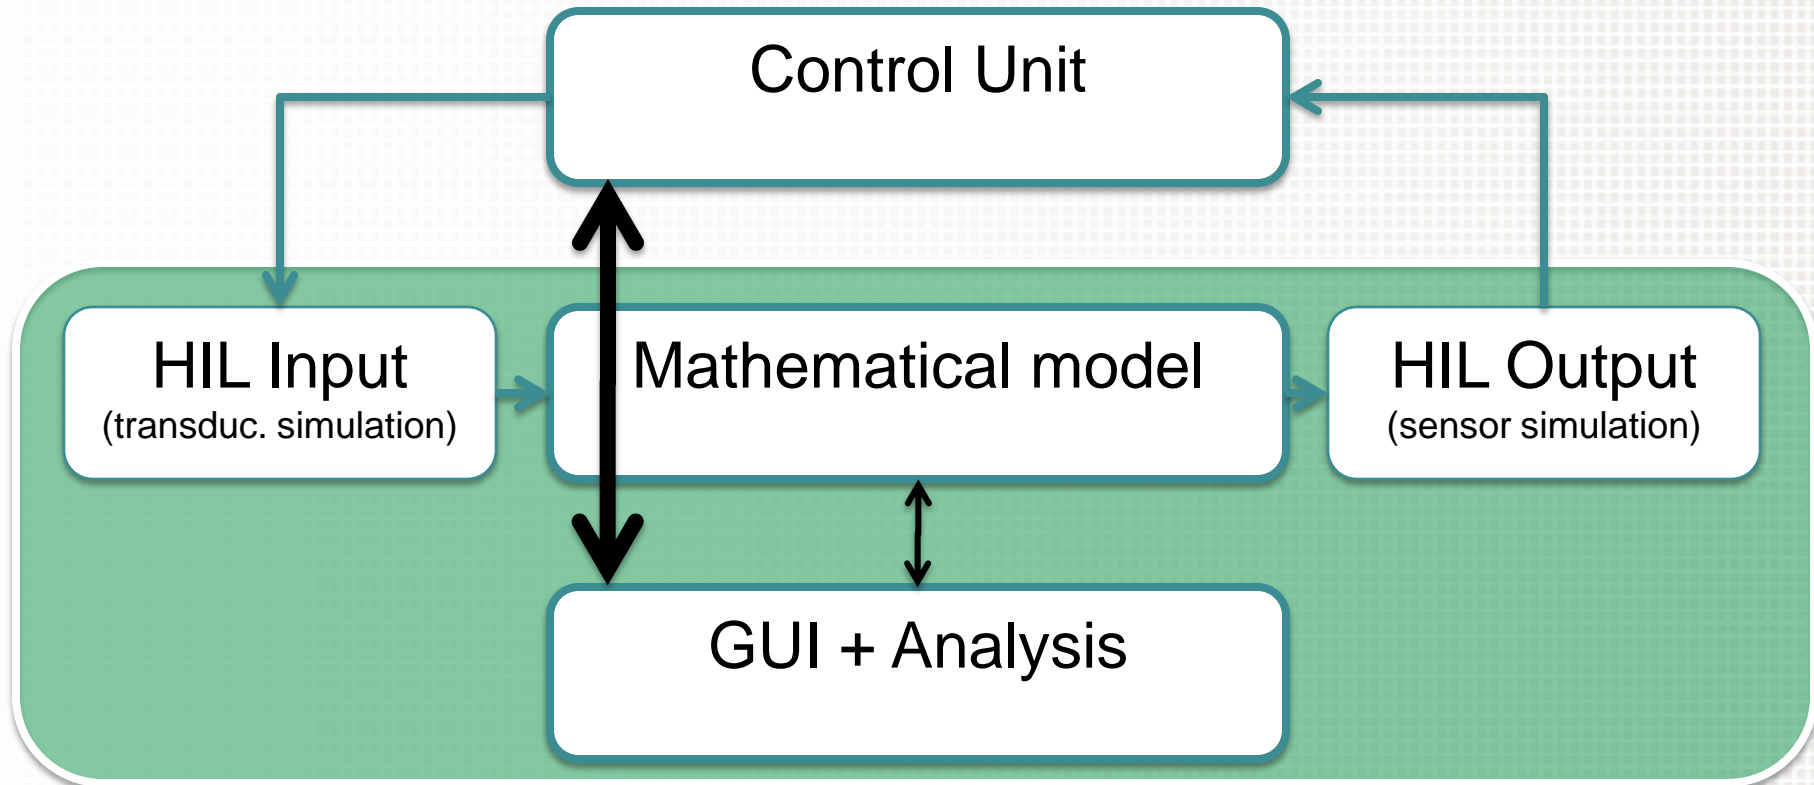 Control Unit
HIL Input
(transduc. simulation)
Mathematical model
HIL Output
(sensor simulation)
GUI + Analysis